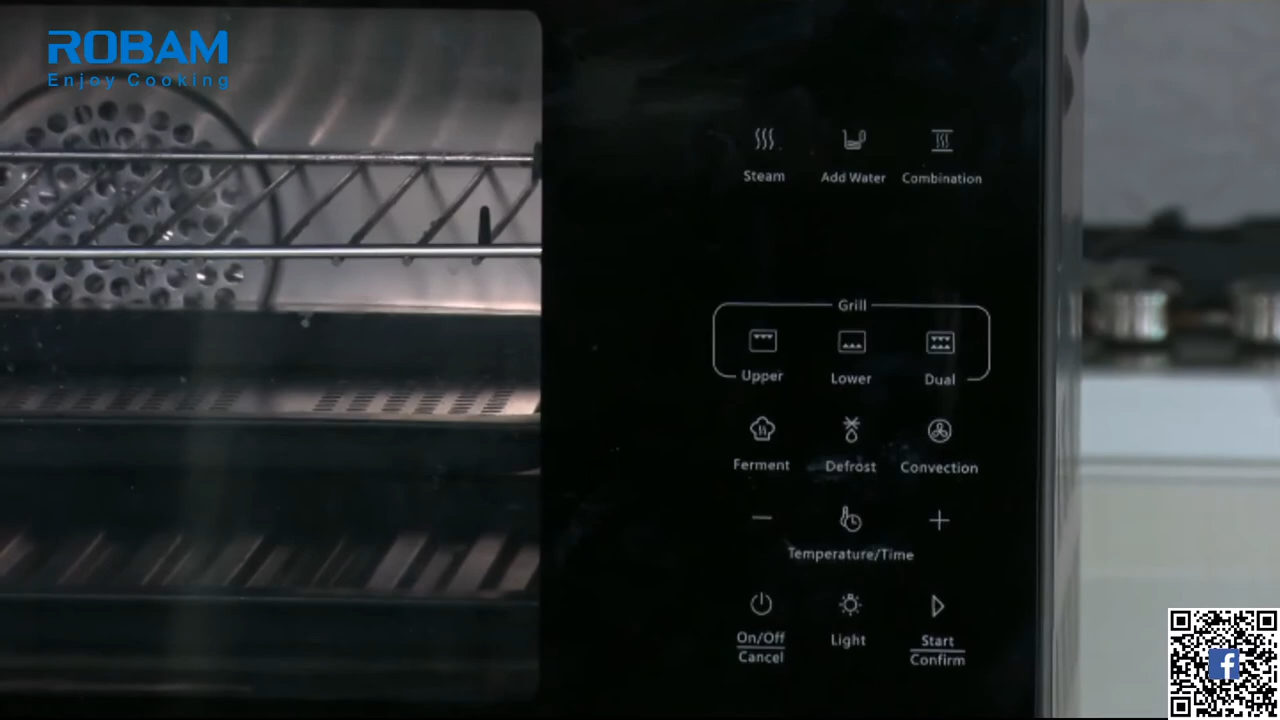 ROBAM
Enjoy Cooking
Steam
Add Water
Combination
Grill
Upper
Lower
Dual
Ferment
Defrost
Convection
Temperature/Time
On/Off
Cancel
Light
Start
Confirm